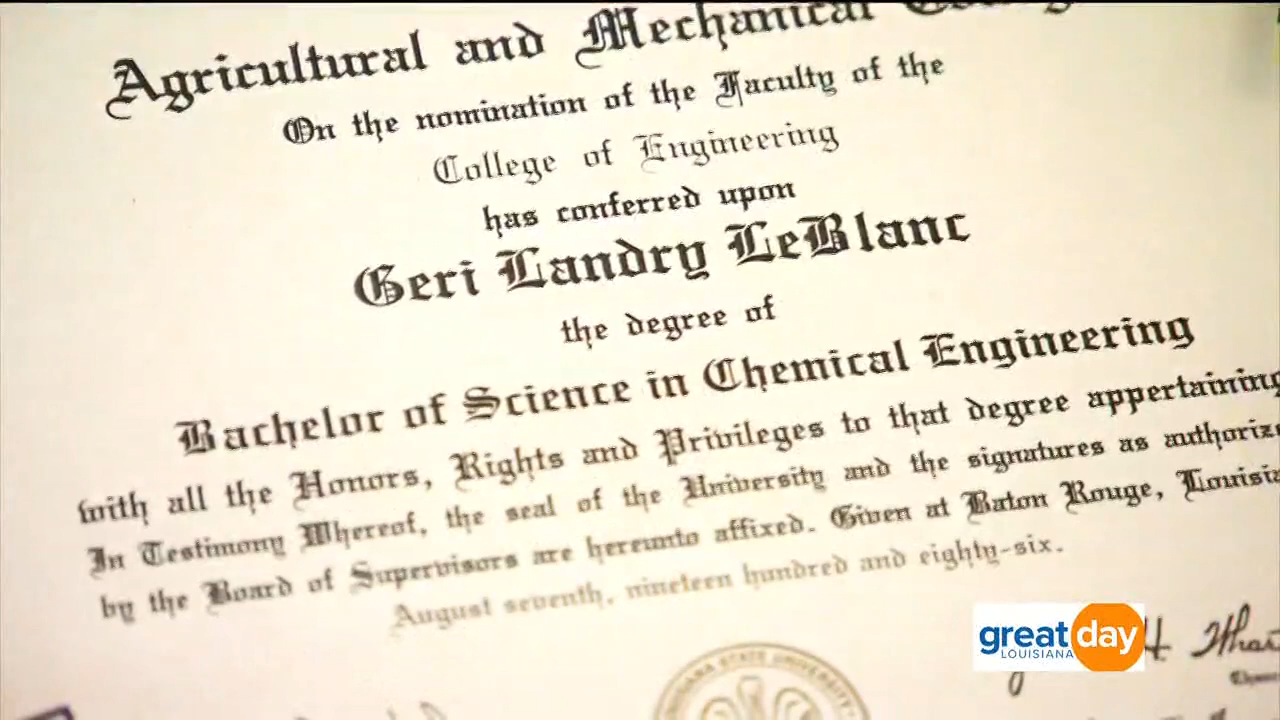 Agricultural and Mechanical College
On the nomination of the Faculty of the
College of Engineering
has conferred upon
Geri Landry LeBlanc
the degree of
Bachelor of Science in Chemical Engineering
with all the Honors, Rights and Privileges to that degree appertaining
In Testimony Whereof, the seal of the University and the signatures as authoriz
by the Board of Supervisors are hereunto affixed. Given at Baton Rouge, Louisia
August seventh, nineteen hundred and eighty-six.
great day
LOUISIANA
STATE UNIVERSITY